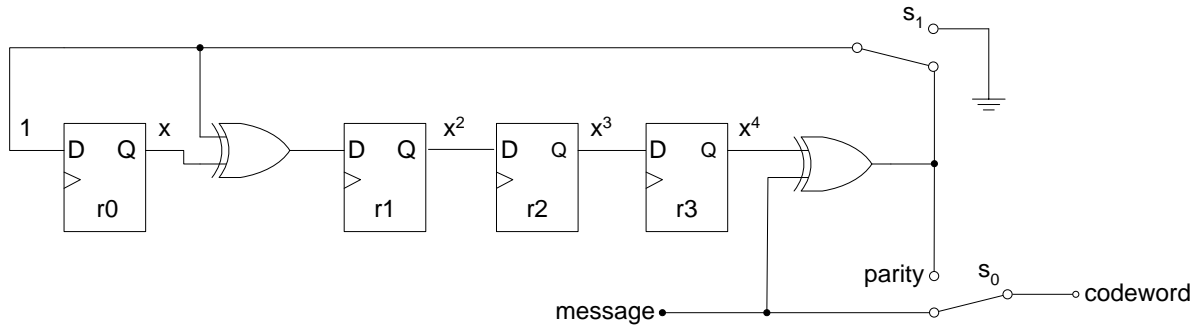 s₁
1
x
x²
x³
x⁴
D Q
D Q
D Q
D Q
r0
r1
r2
r3
parity
s₀
codeword
message